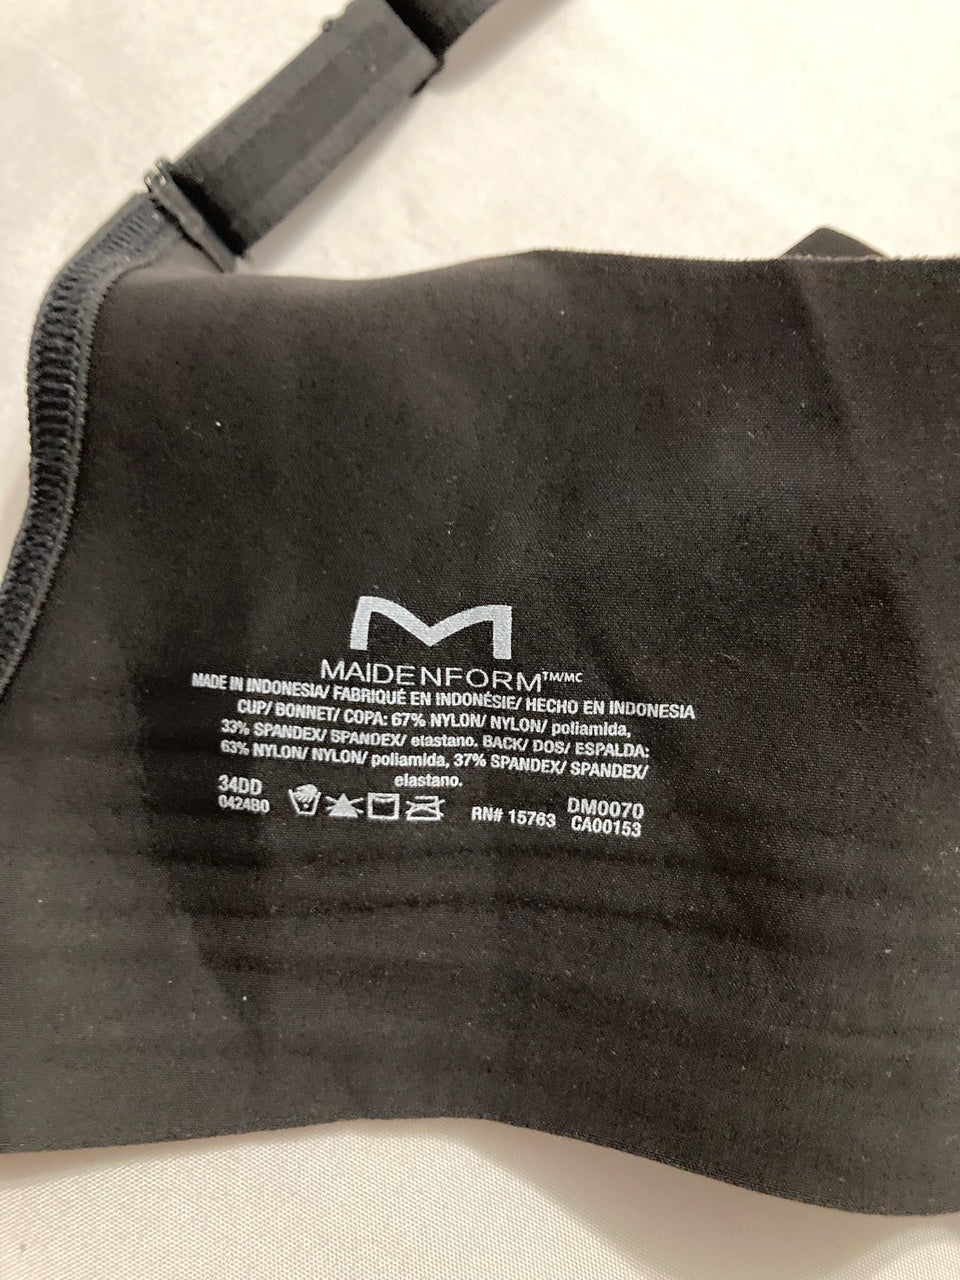 M
MAIDENFORM™/MC
MADE IN INDONESIA/ FABRIQUÉ EN INDONÉSIE/ HECHO EN INDONESIA
CUP/ BONNET/ COPA: 67% NYLON/ NYLON/ poliamida,
33% SPANDEX/ SPANDEX/ elastano, BACK/ DOS/ ESPALDA:
63% NYLON/ NYLON/ poliamida, 37% SPANDEX/ SPANDEX/
elastano.
34DD
0424B0
RN# 15763
DM0070
CA00153